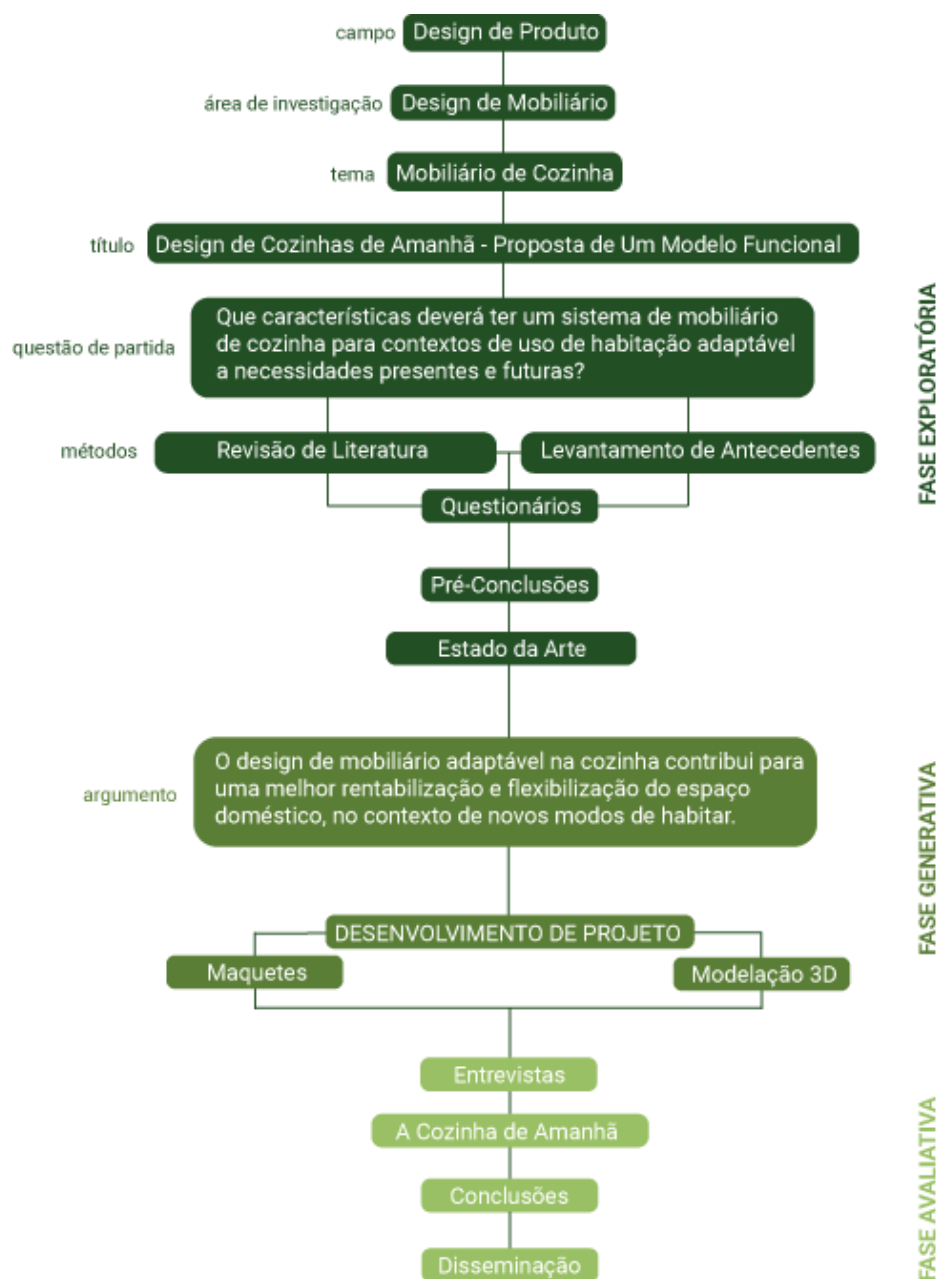 campo Design de Produto
área de investigação Design de Mobiliário
tema Mobiliário de Cozinha
título Design de Cozinhas de Amanhã - Proposta de Um Modelo Funcional
questão de partida
Que características deverá ter um sistema de mobiliário
de cozinha para contextos de uso de habitação adaptável
a necessidades presentes e futuras?
métodos Revisão de Literatura Levantamento de Antecedentes
Questionários
Pré-Conclusões
Estado da Arte
FASE EXPLORATÓRIA
argumento
O design de mobiliário adaptável na cozinha contribui para
uma melhor rentabilização e flexibilização do espaço
doméstico, no contexto de novos modos de habitar.
DESENVOLVIMENTO DE PROJETO
Maquetes Modelação 3D
FASE GENERATIVA
Entrevistas
A Cozinha de Amanhã
Conclusões
Disseminação
FASE AVALIATIVA